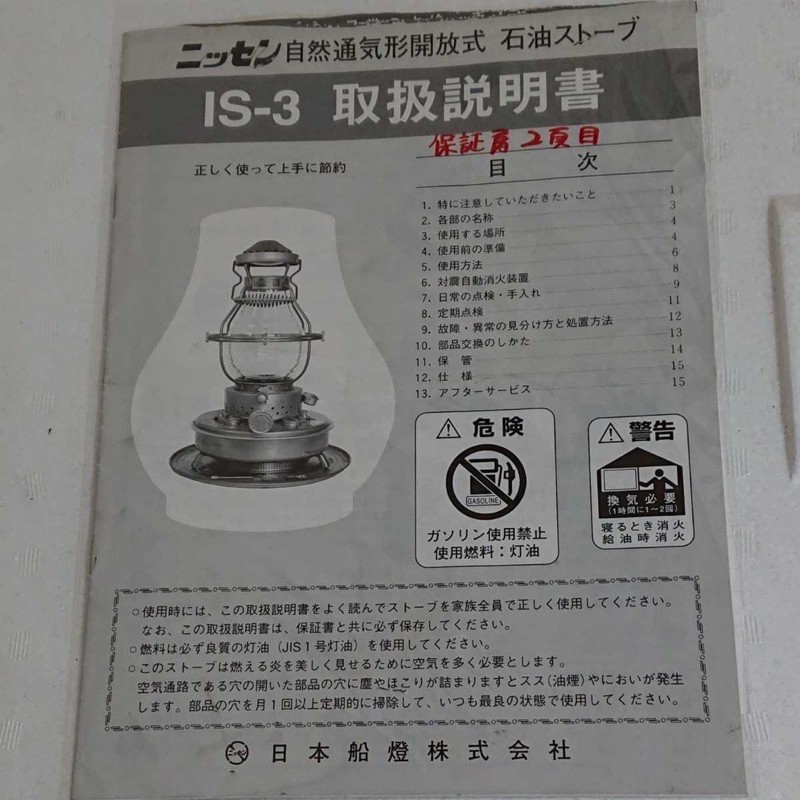 ニッセン 自然通気形開放式 石油ストーブ
IS-3 取扱説明書
保証書2頁目
正しく使って上手に節約
目 次
1. 特に注意していただきたいこと 1
2. 各部の名称 3
3. 使用する場所 4
4. 使用前の準備 4
5. 使用方法 6
6. 対震自動消火装置 8
7. 日常の点検・手入れ 9
8. 定期点検 11
9. 故障・異常の見分け方と処置方法 12
10. 部品交換のしかた 13
11. 保 管 14
12. 仕 様 15
13. アフターサービス 15
危険
GASOLINE
ガソリン使用禁止
使用燃料：灯油
警告
換気必要
(1時間に1～2回)
寝るとき消火
給油時消火
○使用時には、この取扱説明書をよく読んでストーブを家族全員で正しく使用してください。
なお、この取扱説明書は、保証書と共に必ず保存してください。
○燃料は必ず良質の灯油（JIS1号灯油）を使用してください。
○このストーブは燃える炎を美しく見せるために空気を多く必要とします。
空気通路である穴の開いた部品の穴に塵やほこりが詰まりますとスス(油煙)やにおいが発生
します。部品の穴を月1回以上定期的に掃除して、いつも最良の状態で使用してください。
ニッセン 日本船燈株式会社